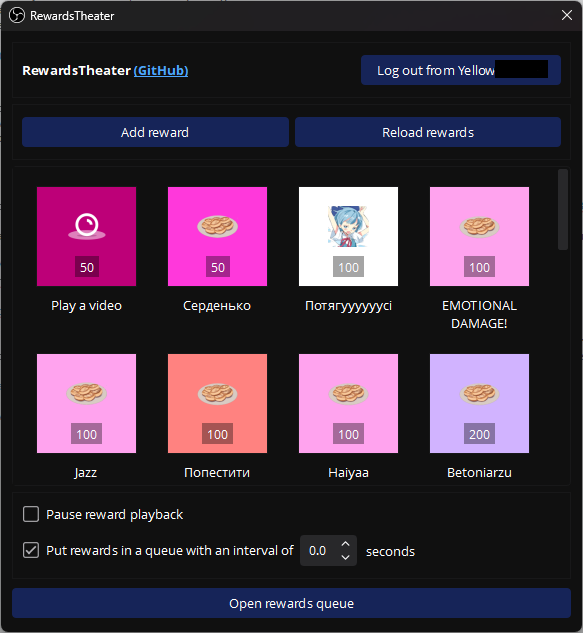 RewardsTheater
RewardsTheater (GitHub)
Log out from Yellow
Add reward
Reload rewards
50
50
100
100
Play a video
Серденько
Потягууууууусі
EMOTIONAL
DAMAGE!
100
100
100
200
Jazz
Попестити
Haiyaa
Betoniarzu
Pause reward playback
Put rewards in a queue with an interval of
0.0
seconds
Open rewards queue